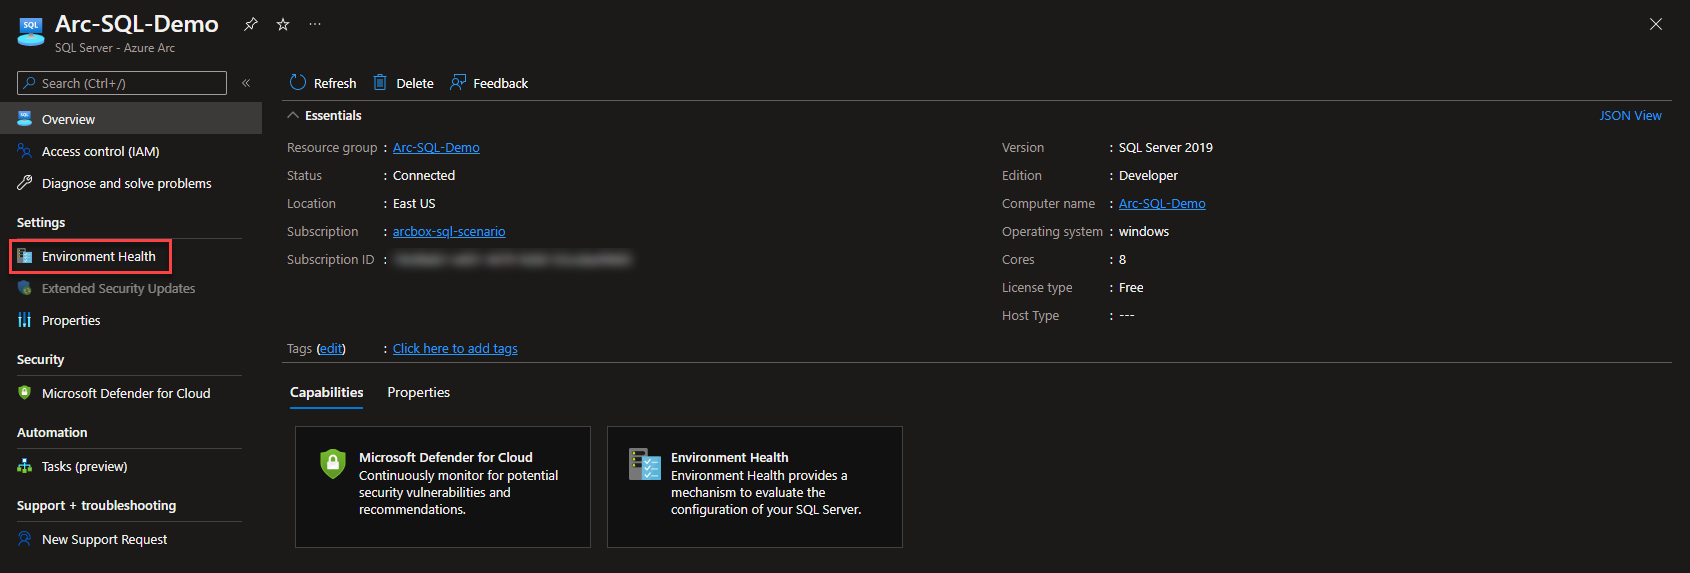 Arc-SQL-Demo
SQL Server - Azure Arc
Search (Ctrl+/)
Overview
Access control (IAM)
Diagnose and solve problems
Settings
Environment Health
Extended Security Updates
Properties
Security
Microsoft Defender for Cloud
Automation
Tasks (preview)
Support + troubleshooting
New Support Request
Refresh
Delete
Feedback
Essentials
JSON View
Resource group : Arc-SQL-Demo
Status : Connected
Location : East US
Subscription : arcbox-sql-scenario
Subscription ID :
Version : SQL Server 2019
Edition : Developer
Computer name : Arc-SQL-Demo
Operating system : windows
Cores : 8
License type : Free
Host Type : ---
Tags (edit) : Click here to add tags
Capabilities
Properties
Microsoft Defender for Cloud
Continuously monitor for potential
security vulnerabilities and
recommendations.
Environment Health
Environment Health provides a
mechanism to evaluate the
configuration of your SQL Server.